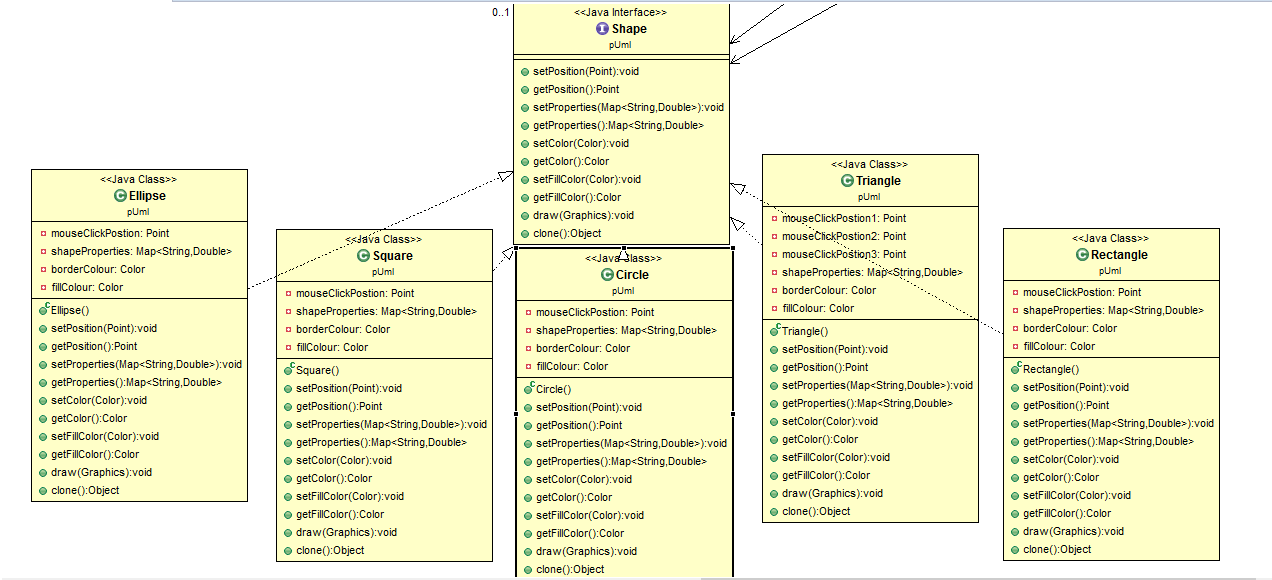 0..1
<<Java Interface>>
I Shape
pUml
setPosition(Point):void
getPosition():Point
setProperties(Map<String,Double>):void
getProperties():Map<String,Double>
setColor(Color):void
getColor():Color
setFillColor(Color):void
getFillColor():Color
draw(Graphics):void
clone():Object
<<Java Class>>
C Ellipse
pUml
mouseClickPostion: Point
shapeProperties: Map<String,Double>
borderColour: Color
fillColour: Color
C Ellipse()
setPosition(Point):void
getPosition():Point
setProperties(Map<String,Double>):void
getProperties():Map<String,Double>
setColor(Color):void
getColor():Color
setFillColor(Color):void
getFillColor():Color
draw(Graphics):void
clone():Object
<<Java Class>>
C Square
pUml
mouseClickPostion: Point
shapeProperties: Map<String,Double>
borderColour: Color
fillColour: Color
C Square()
setPosition(Point):void
getPosition():Point
setProperties(Map<String,Double>):void
getProperties():Map<String,Double>
setColor(Color):void
getColor():Color
setFillColor(Color):void
getFillColor():Color
draw(Graphics):void
clone():Object
<<Java Class>>
C Circle
pUml
mouseClickPostion: Point
shapeProperties: Map<String,Double>
borderColour: Color
fillColour: Color
C Circle()
setPosition(Point):void
getPosition():Point
setProperties(Map<String,Double>):void
getProperties():Map<String,Double>
setColor(Color):void
getColor():Color
setFillColor(Color):void
getFillColor():Color
draw(Graphics):void
clone():Object
<<Java Class>>
C Triangle
pUml
mouseClickPostion1: Point
mouseClickPostion2: Point
mouseClickPostion3: Point
shapeProperties: Map<String,Double>
borderColour: Color
fillColour: Color
C Triangle()
setPosition(Point):void
getPosition():Point
setProperties(Map<String,Double>):void
getProperties():Map<String,Double>
setColor(Color):void
getColor():Color
setFillColor(Color):void
getFillColor():Color
draw(Graphics):void
clone():Object
<<Java Class>>
C Rectangle
pUml
mouseClickPostion: Point
shapeProperties: Map<String,Double>
borderColour: Color
fillColour: Color
C Rectangle()
setPosition(Point):void
getPosition():Point
setProperties(Map<String,Double>):void
getProperties():Map<String,Double>
setColor(Color):void
getColor():Color
setFillColor(Color):void
getFillColor():Color
draw(Graphics):void
clone():Object